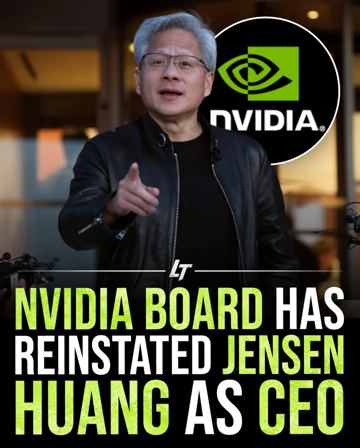 NVIDIA®
LT
NVIDIA BOARD HAS
REINSTATED JENSEN
HUANG AS CEO